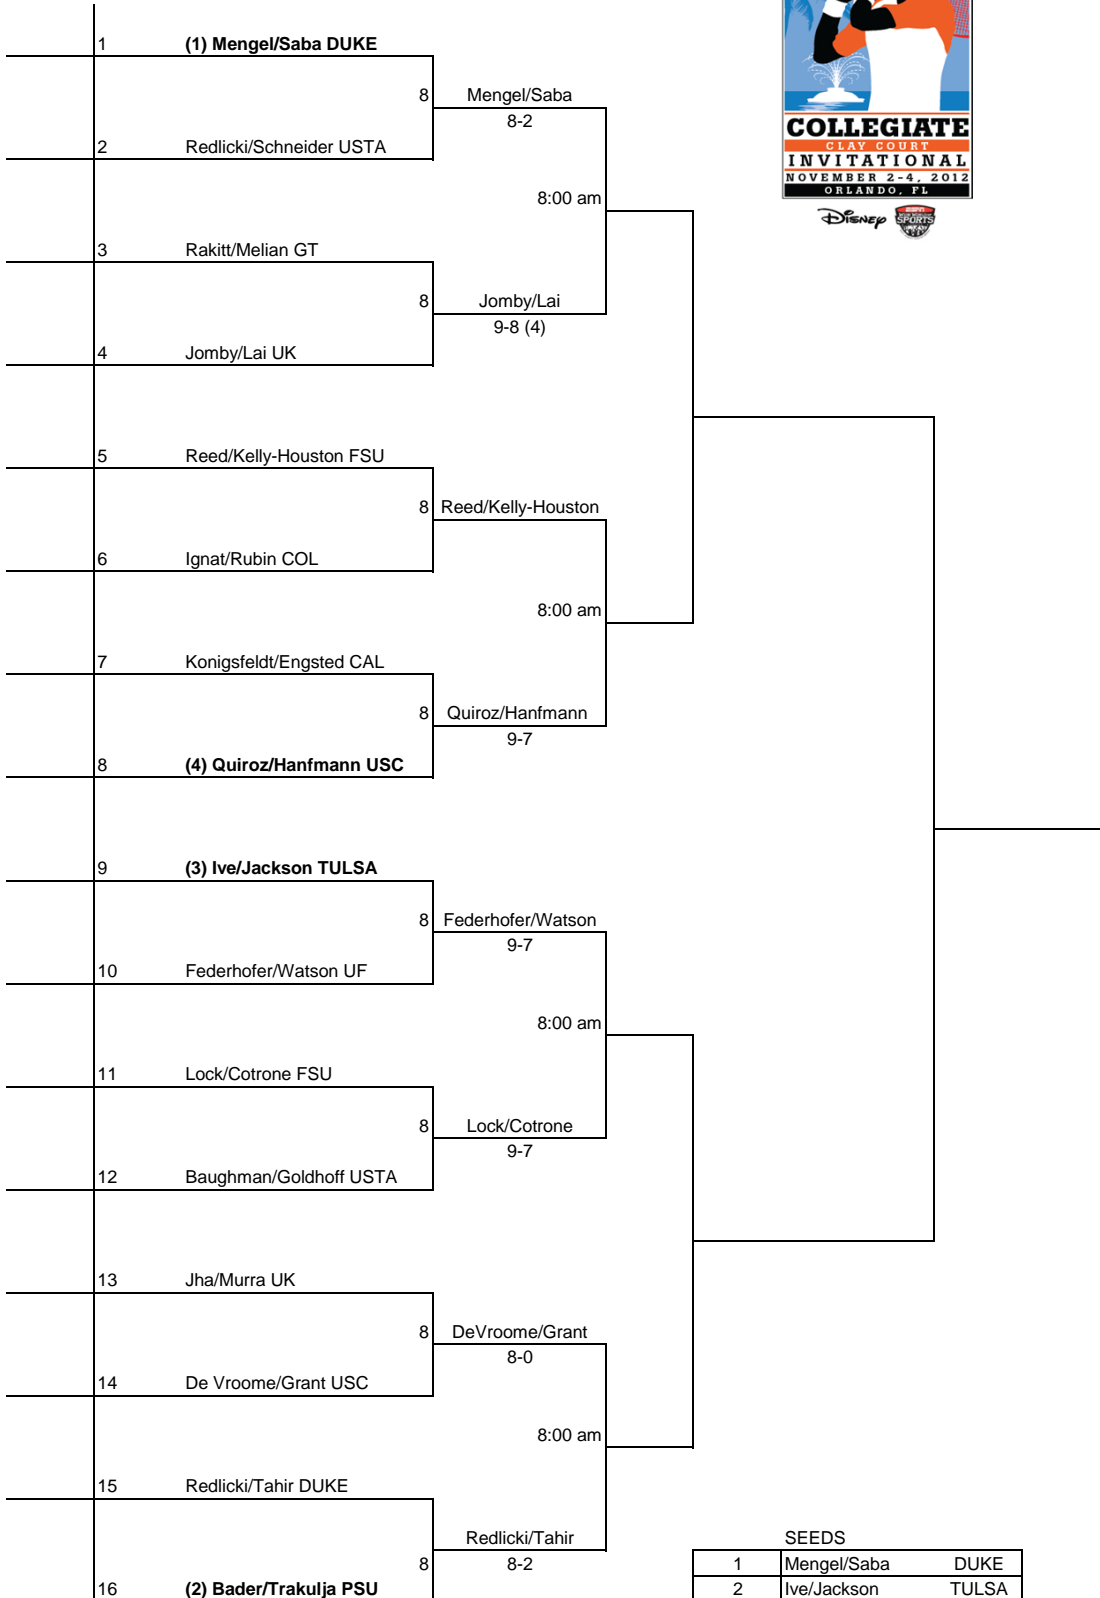 COLLEGIATE
CLAY COURT
INVITATIONAL
NOVEMBER 2-4, 2012
ORLANDO, FL
Disney ESPN SPORTS
1 (1) Mengel/Saba DUKE
8 Mengel/Saba
8-2
2 Redlicki/Schneider USTA
8:00 am
3 Rakitt/Melian GT
8 Jomby/Lai
9-8 (4)
4 Jomby/Lai UK
5 Reed/Kelly-Houston FSU
8 Reed/Kelly-Houston
6 Ignat/Rubin COL
8:00 am
7 Konigsfeldt/Engsted CAL
8 Quiroz/Hanfmann
9-7
8 (4) Quiroz/Hanfmann USC
9 (3) Ive/Jackson TULSA
8 Federhofer/Watson
9-7
10 Federhofer/Watson UF
8:00 am
11 Lock/Cotrone FSU
8 Lock/Cotrone
9-7
12 Baughman/Goldhoff USTA
13 Jha/Murra UK
8 DeVroome/Grant
8-0
14 De Vroome/Grant USC
8:00 am
15 Redlicki/Tahir DUKE
Redlicki/Tahir
8 8-2
16 (2) Bader/Trakulja PSU
SEEDS
1 Mengel/Saba DUKE
2 Ive/Jackson TULSA